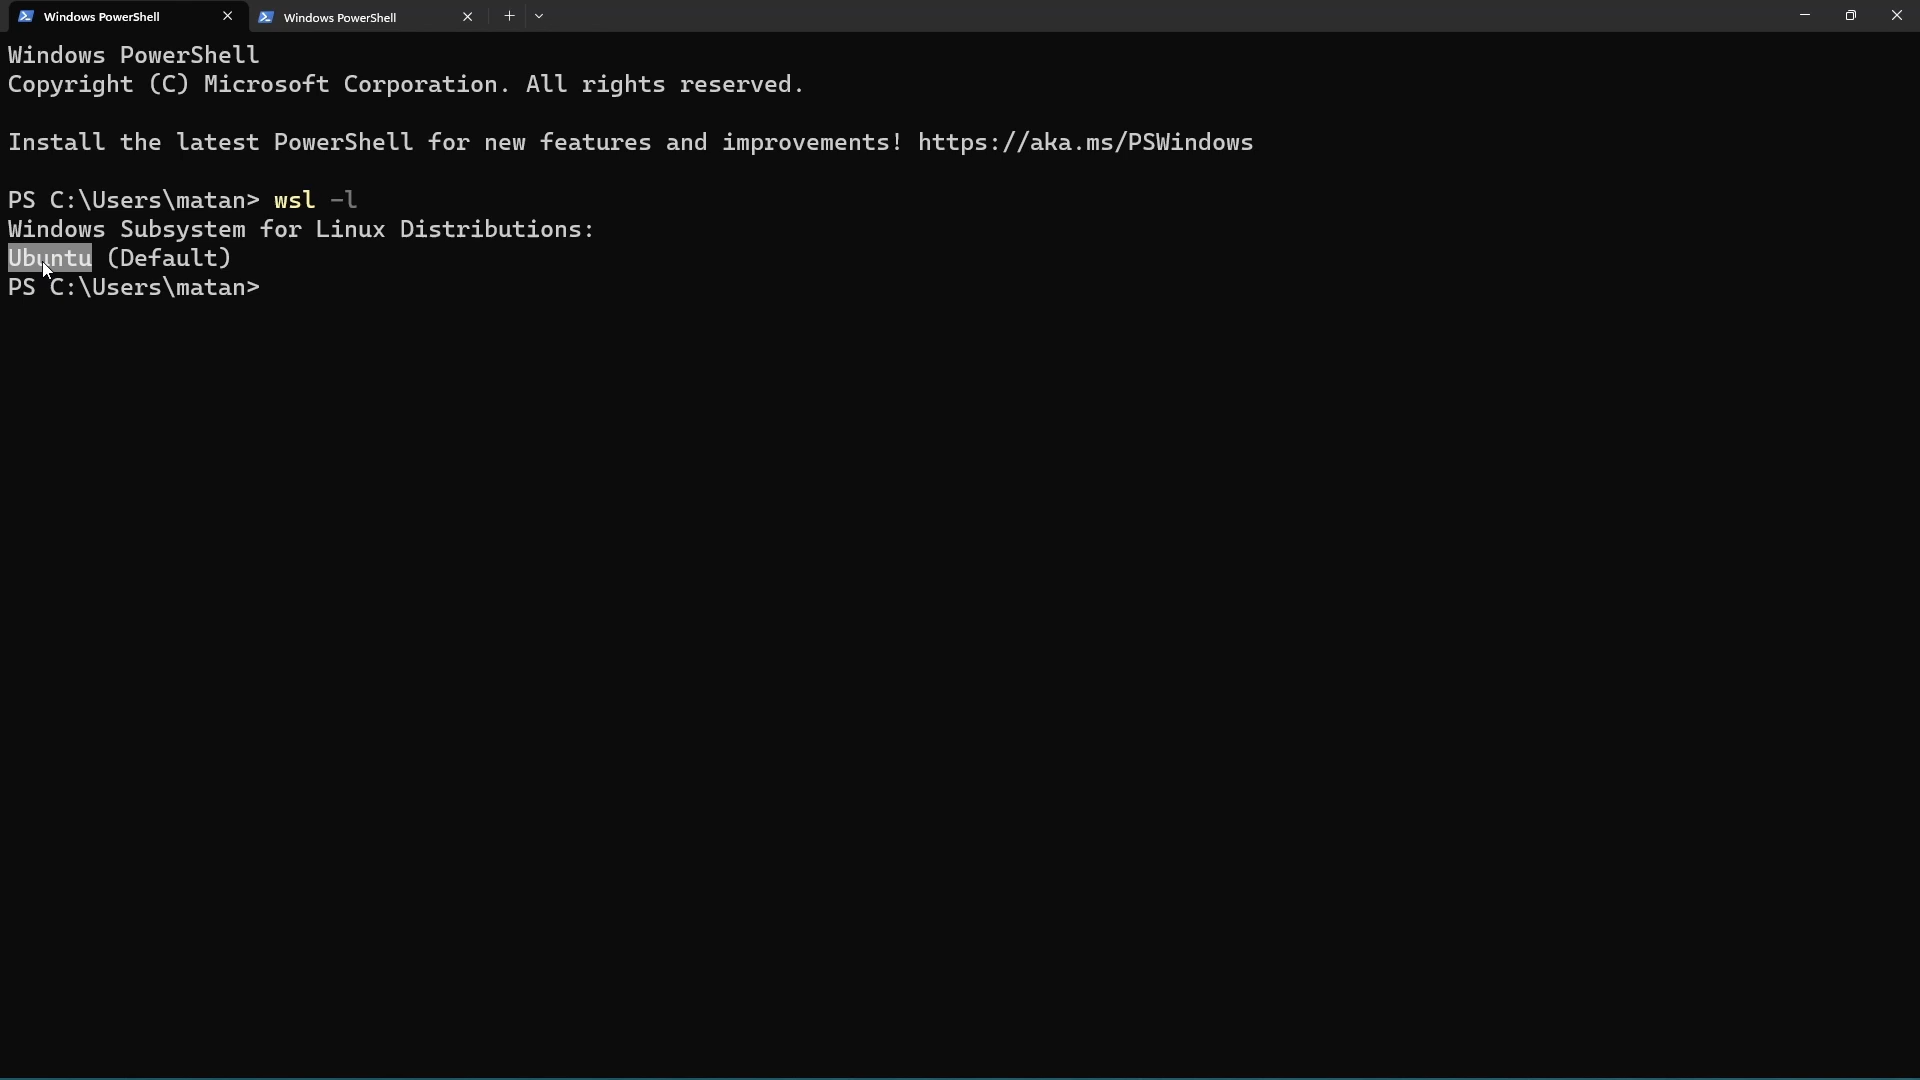 Windows PowerShell
Windows PowerShell
Windows PowerShell
Copyright (C) Microsoft Corporation. All rights reserved.
Install the latest PowerShell for new features and improvements! https://aka.ms/PSWindows
PS C:\Users\matan> wsl -l
Windows Subsystem for Linux Distributions:
Ubuntu (Default)
PS C:\Users\matan>